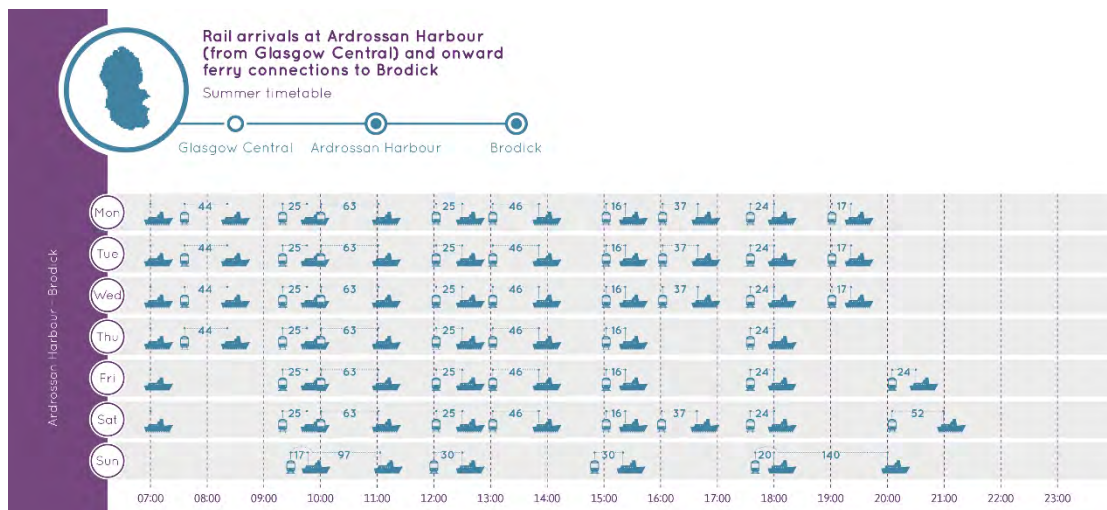 Rail arrivals at Ardrossan Harbour
(from Glasgow Central) and onward
ferry connections to Brodick
Summer timetable
Glasgow Central Ardrossan Harbour Brodick
Ardrossan Harbour - Brodick
Mon 44 25 63 25 46 16 37 24 17
Tue 44 25 63 25 46 16 37 24 17
Wed 44 25 63 25 46 16 37 24 17
Thu 44 25 63 25 46 16 24
Fri 25 63 25 46 16 24 24
Sat 25 63 25 46 16 37 24 52
Sun 17 97 30 30 20 140
07:00 08:00 09:00 10:00 11:00 12:00 13:00 14:00 15:00 16:00 17:00 18:00 19:00 20:00 21:00 22:00 23:00